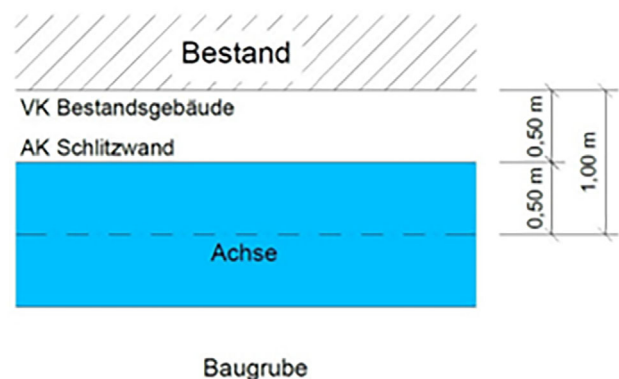 Bestand
VK Bestandsgebäude
AK Schlitzwand
0,50 m
0,50 m
1,00 m
Achse
Baugrube